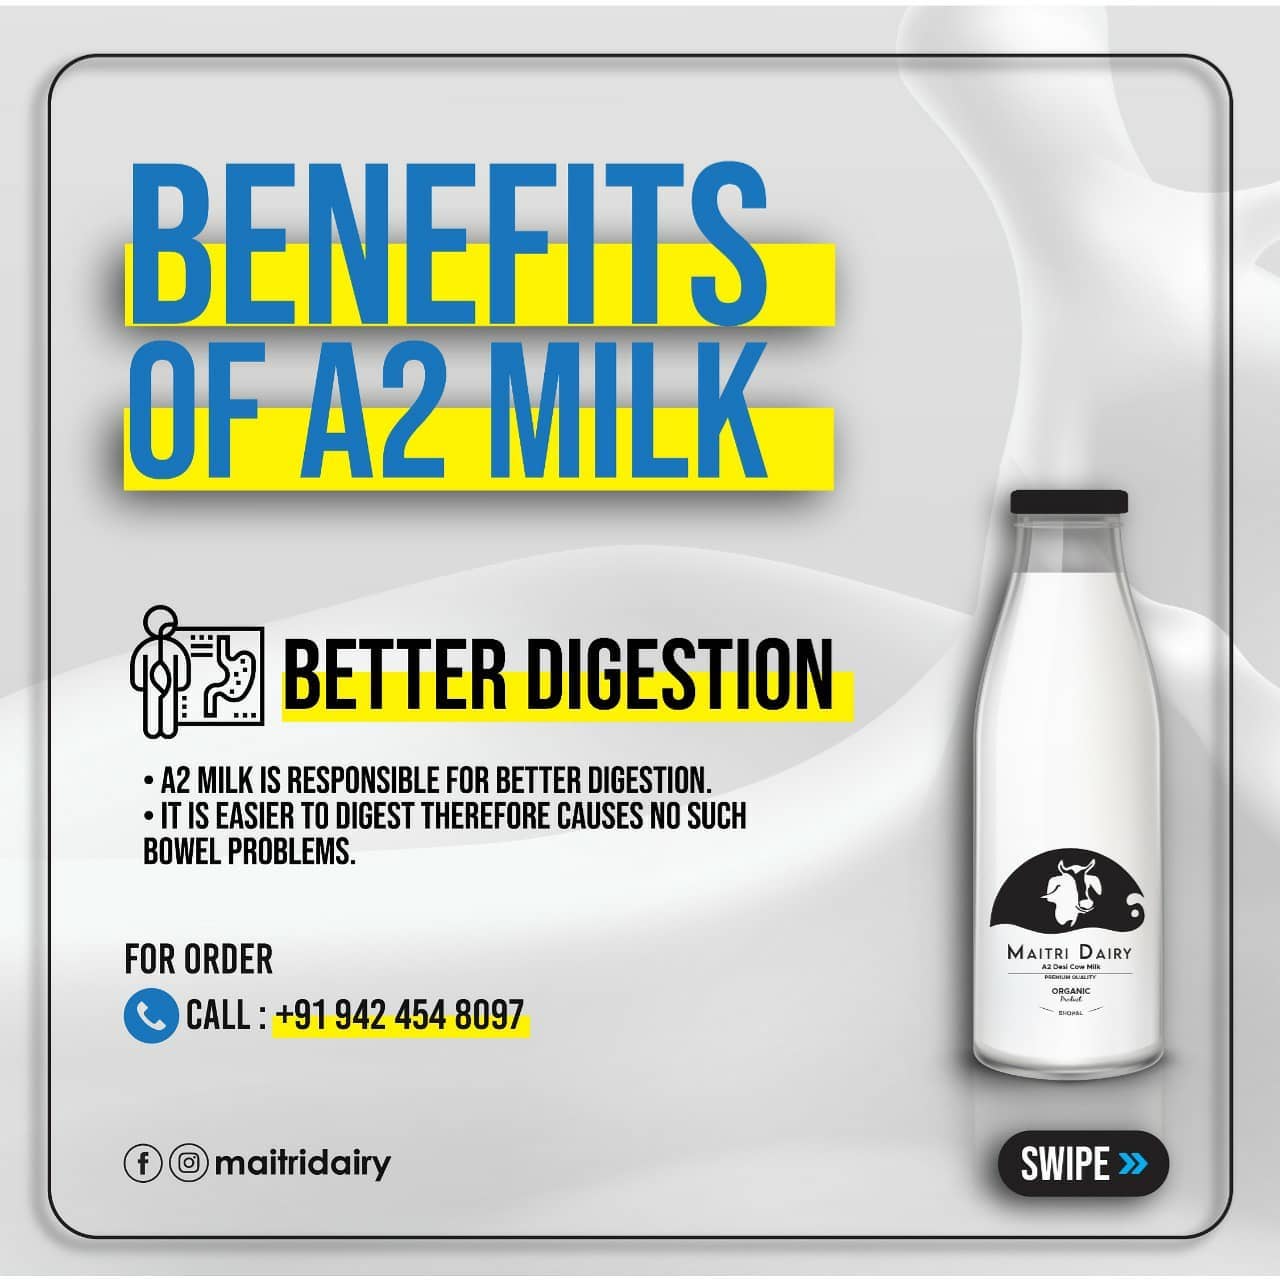 BENEFITS
OF A2 MILK
BETTER DIGESTION
• A2 MILK IS RESPONSIBLE FOR BETTER DIGESTION.
• IT IS EASIER TO DIGEST THEREFORE CAUSES NO SUCH
BOWEL PROBLEMS.
FOR ORDER
CALL : +91 942 454 8097
maitridairy
MAITRI DAIRY
A2 Desi Cow Milk
PREMIUM QUALITY
ORGANIC
Product
BHOPAL
SWIPE »